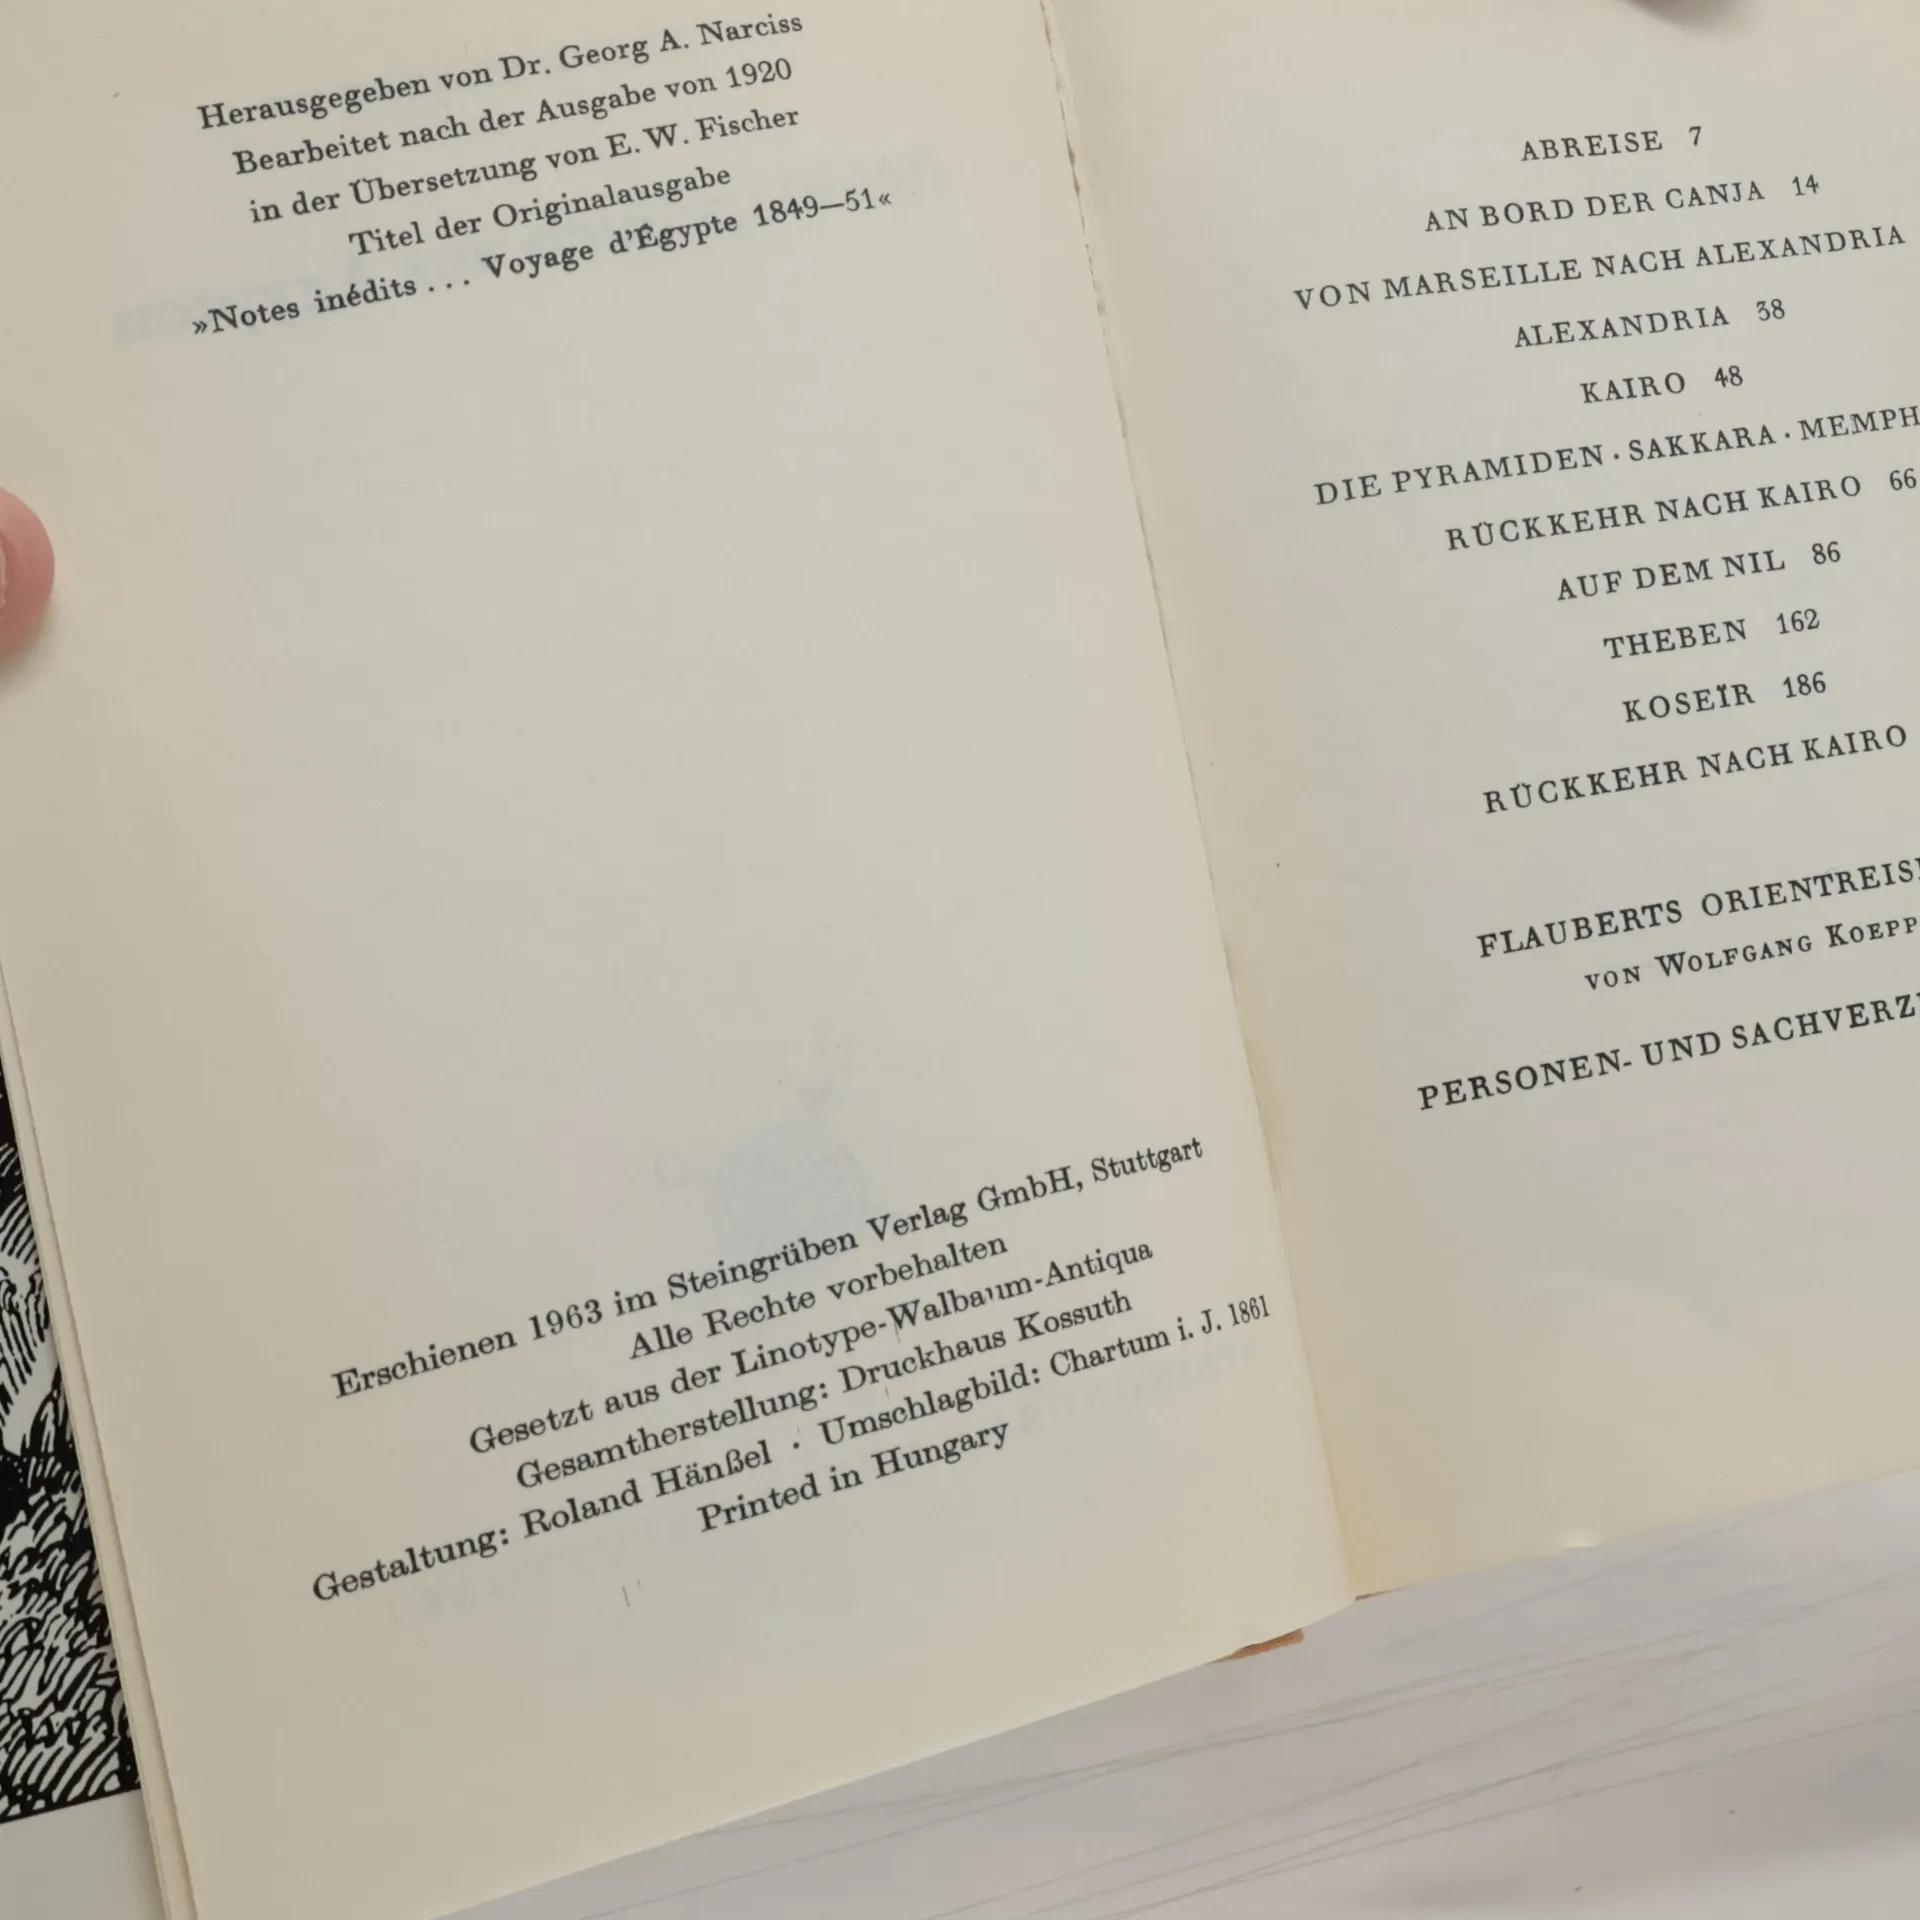 Herausgegeben von Dr. Georg A. Narciss
Bearbeitet nach der Ausgabe von 1920
in der Übersetzung von E. W. Fischer
Titel der Originalausgabe
»Notes inédits . . . Voyage d'Égypte 1849—51«
Erschienen 1963 im Steingrüben Verlag GmbH, Stuttgart
Alle Rechte vorbehalten
Gesetzt aus der Linotype-Walbaum-Antiqua
Gesamtherstellung: Druckhaus Kossuth
Gestaltung: Roland Hänßel · Umschlagbild: Chartum i. J. 1861
Printed in Hungary
ABREISE 7
AN BORD DER CANJA 14
VON MARSEILLE NACH ALEXANDRIA
ALEXANDRIA 38
KAIRO 48
DIE PYRAMIDEN · SAKKARA · MEMPH
RÜCKKEHR NACH KAIRO 66
AUF DEM NIL 86
THEBEN 162
KOSEÏR 186
RÜCKKEHR NACH KAIRO
FLAUBERTS ORIENTREIS
VON WOLFGANG KOEPP
PERSONEN- UND SACHVERZ